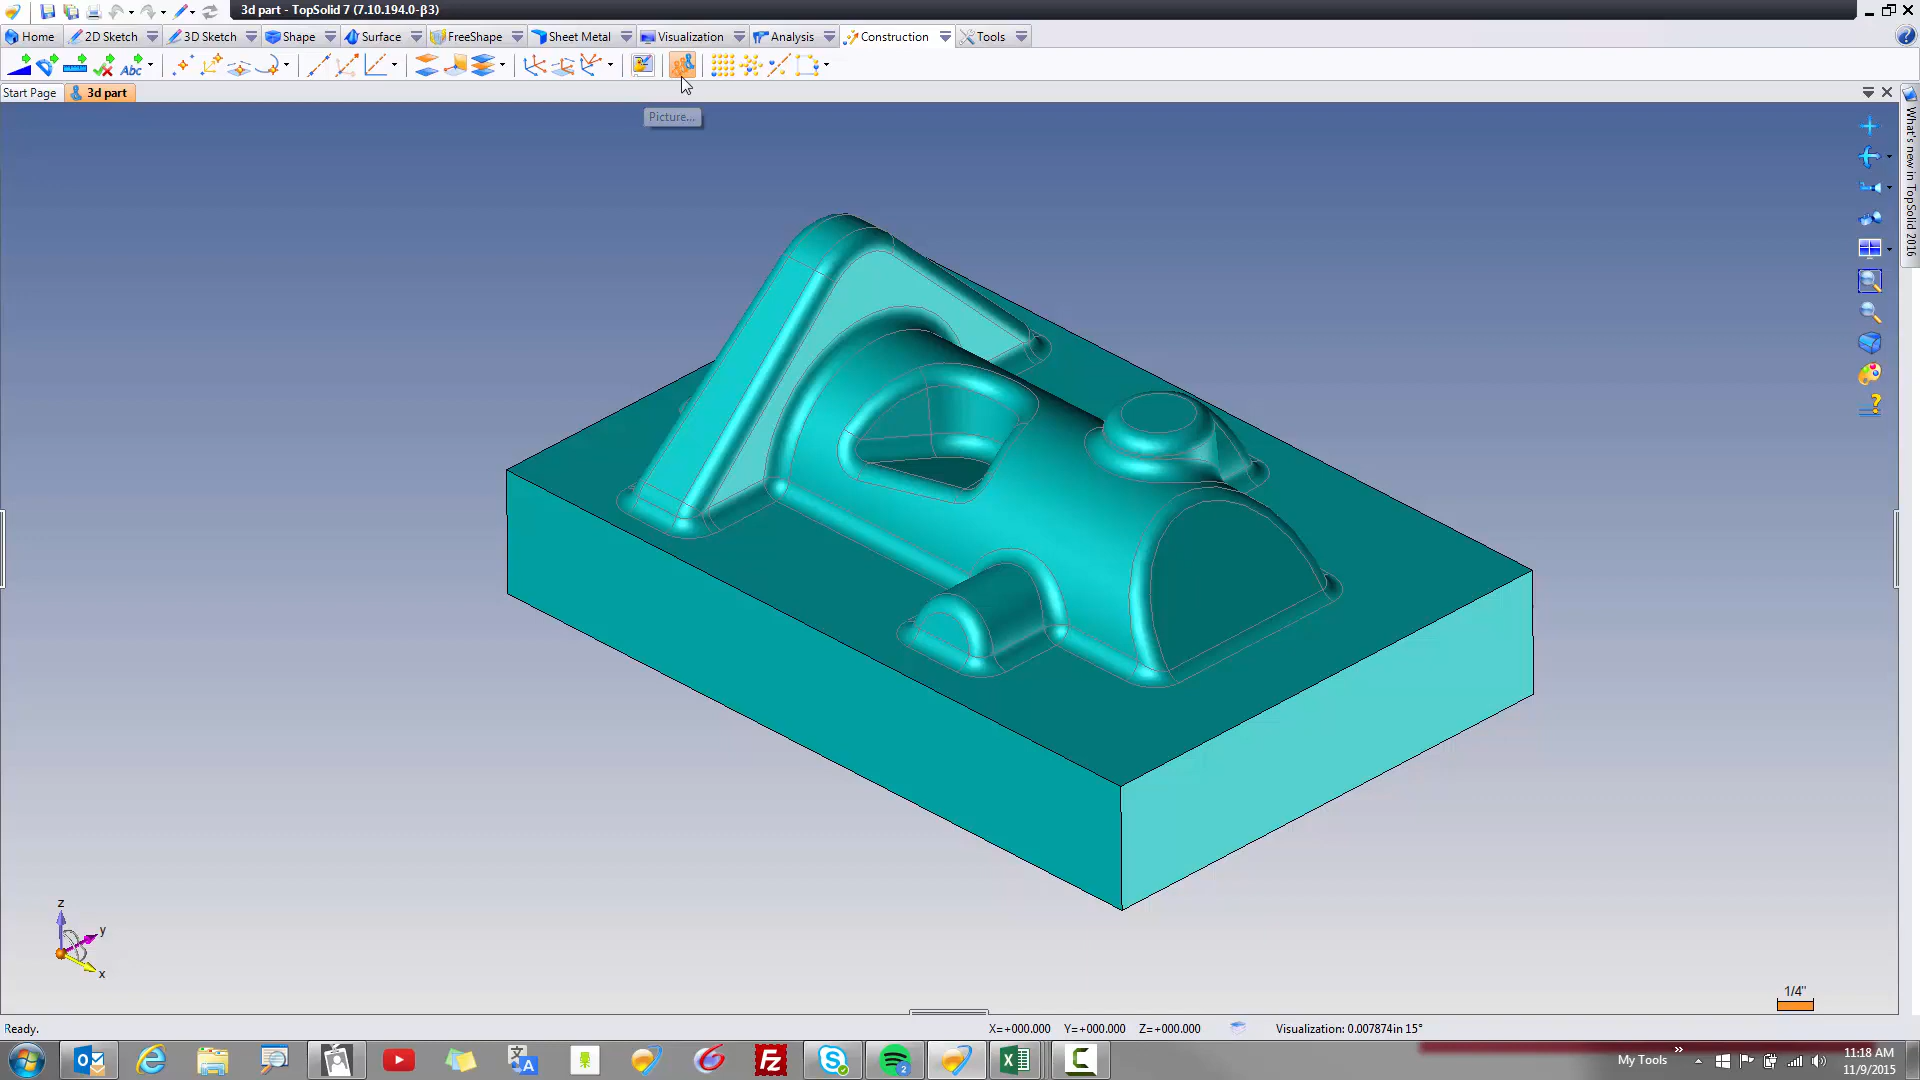 3d part - TopSolid 7 (7.10.194.0-β3)
Home 2D Sketch 3D Sketch Shape Surface FreeShape Sheet Metal Visualization Analysis Construction Tools
Abc
Start Page 3d part
Picture...
What's new in TopSolid 2016
z
y
x
1/4"
Ready. X=+000.000 Y=+000.000 Z=+000.000 Visualization: 0.007874in 15°
My Tools
11:18 AM
11/9/2015